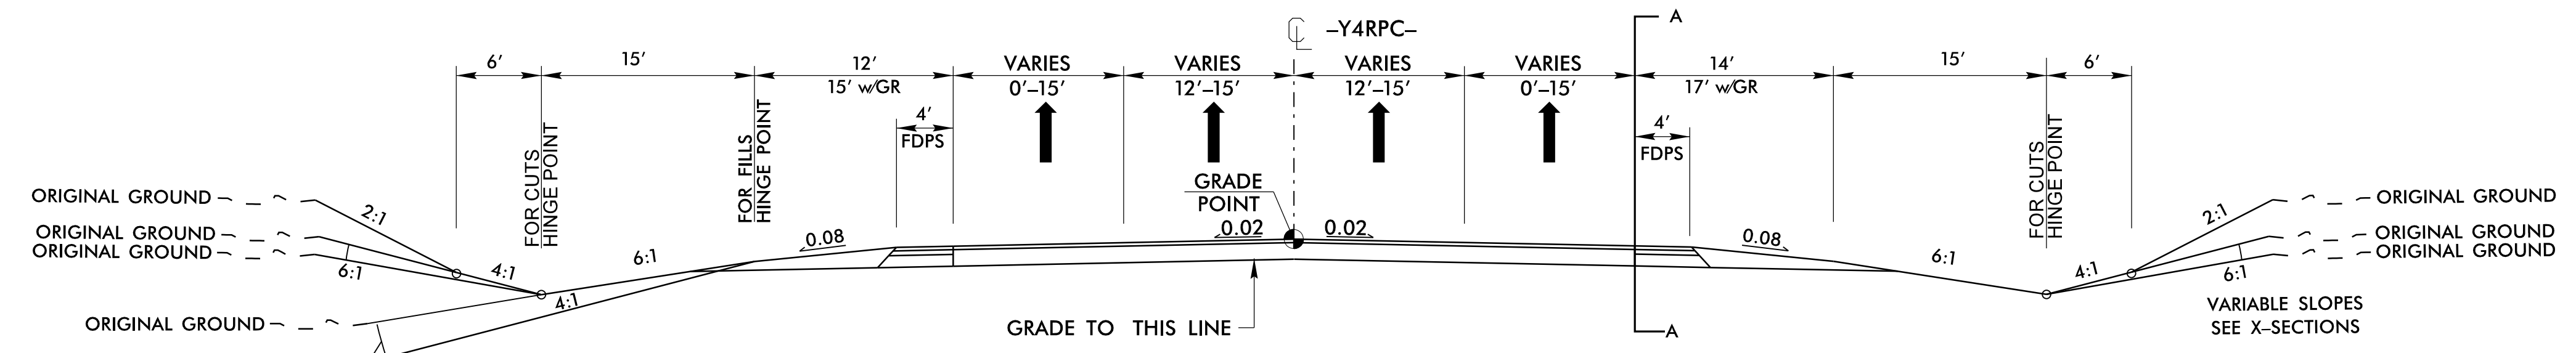 A
℄ –Y4RPC–
6′
15′
12′
15′ w/GR
VARIES
0′–15′
VARIES
12′–15′
VARIES
12′–15′
VARIES
0′–15′
14′
17′ w/GR
15′
6′
4′
FDPS
4′
FDPS
FOR CUTS
HINGE POINT
FOR FILLS
HINGE POINT
FOR CUTS
HINGE POINT
GRADE
POINT
0.08
0.02
0.02
0.08
ORIGINAL GROUND
ORIGINAL GROUND
ORIGINAL GROUND
2:1
6:1
4:1
6:1
4:1
ORIGINAL GROUND
GRADE TO THIS LINE
A
6:1
4:1
2:1
6:1
ORIGINAL GROUND
ORIGINAL GROUND
ORIGINAL GROUND
VARIABLE SLOPES
SEE X–SECTIONS